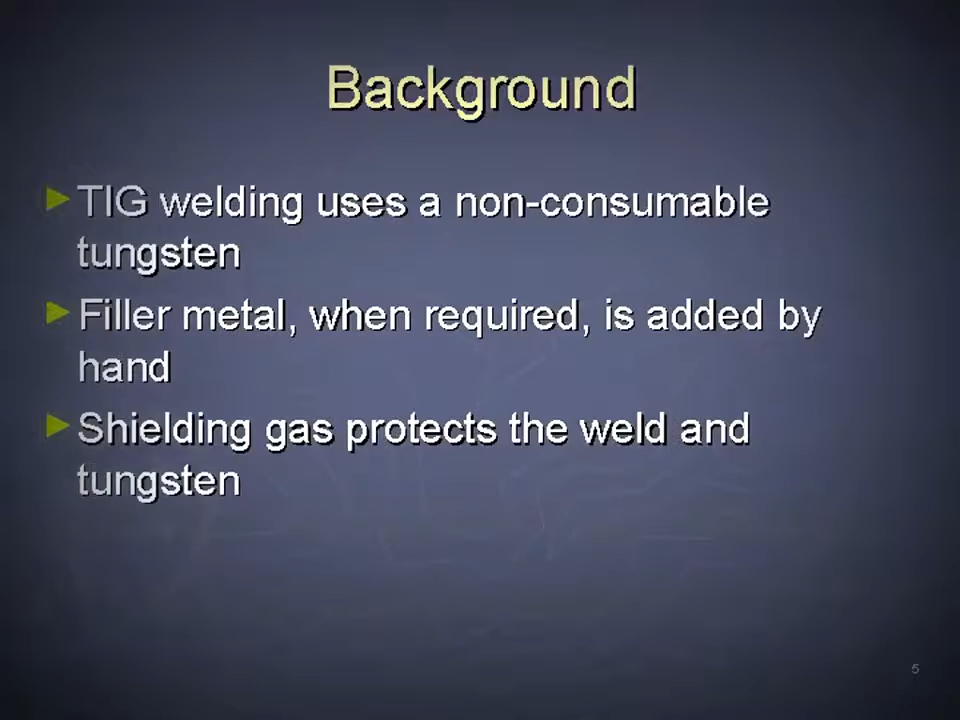 Background
TIG welding uses a non-consumable
tungsten
Filler metal, when required, is added by
hand
Shielding gas protects the weld and
tungsten
5